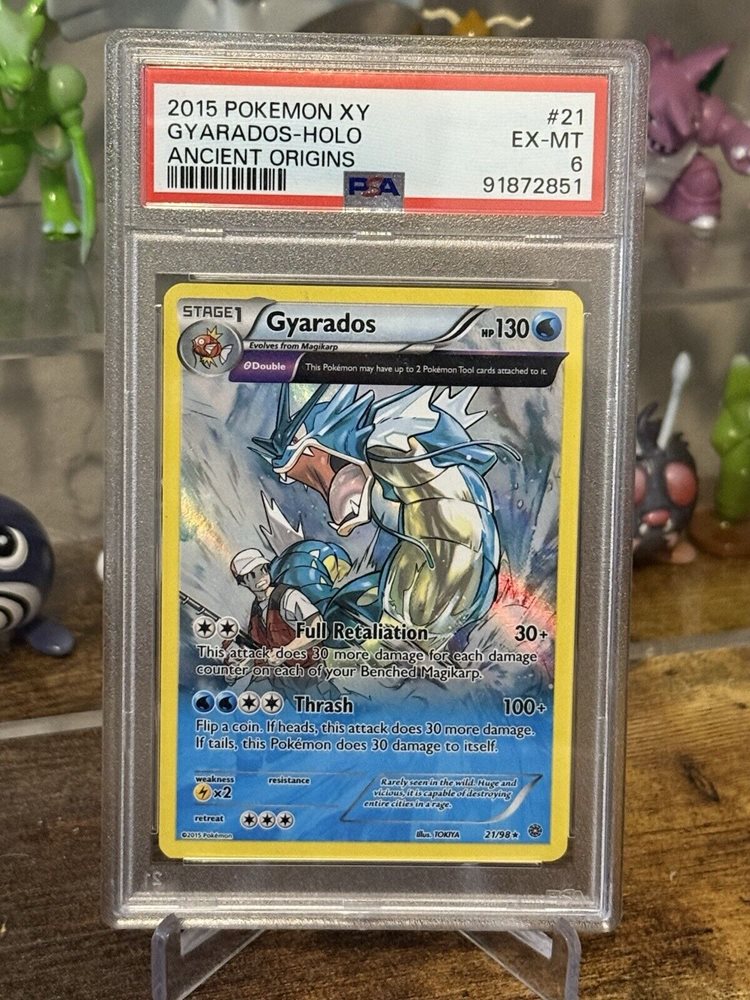 2015 POKEMON XY #21
GYARADOS-HOLO EX-MT
ANCIENT ORIGINS 6
PSA 91872851
STAGE1 Gyarados HP130
Evolves from Magikarp
θDouble This Pokémon may have up to 2 Pokémon Tool cards attached to it.
Full Retaliation 30+
This attack does 30 more damage for each damage
counter on each of your Benched Magikarp.
Thrash 100+
Flip a coin. If heads, this attack does 30 more damage.
If tails, this Pokémon does 30 damage to itself.
weakness resistance
x2
Rarely seen in the wild. Huge and
vicious, it is capable of destroying
entire cities in a rage.
retreat
©2015 Pokémon Illus. TOKIYA 21/98 ★